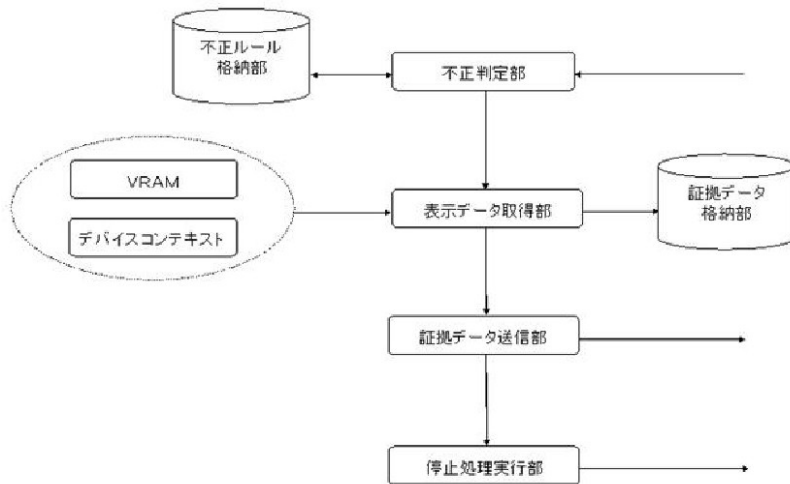 不正ルール
格納部
不正判定部
VRAM
デバイスコンテキスト
表示データ取得部
証拠データ
格納部
証拠データ送信部
停止処理実行部